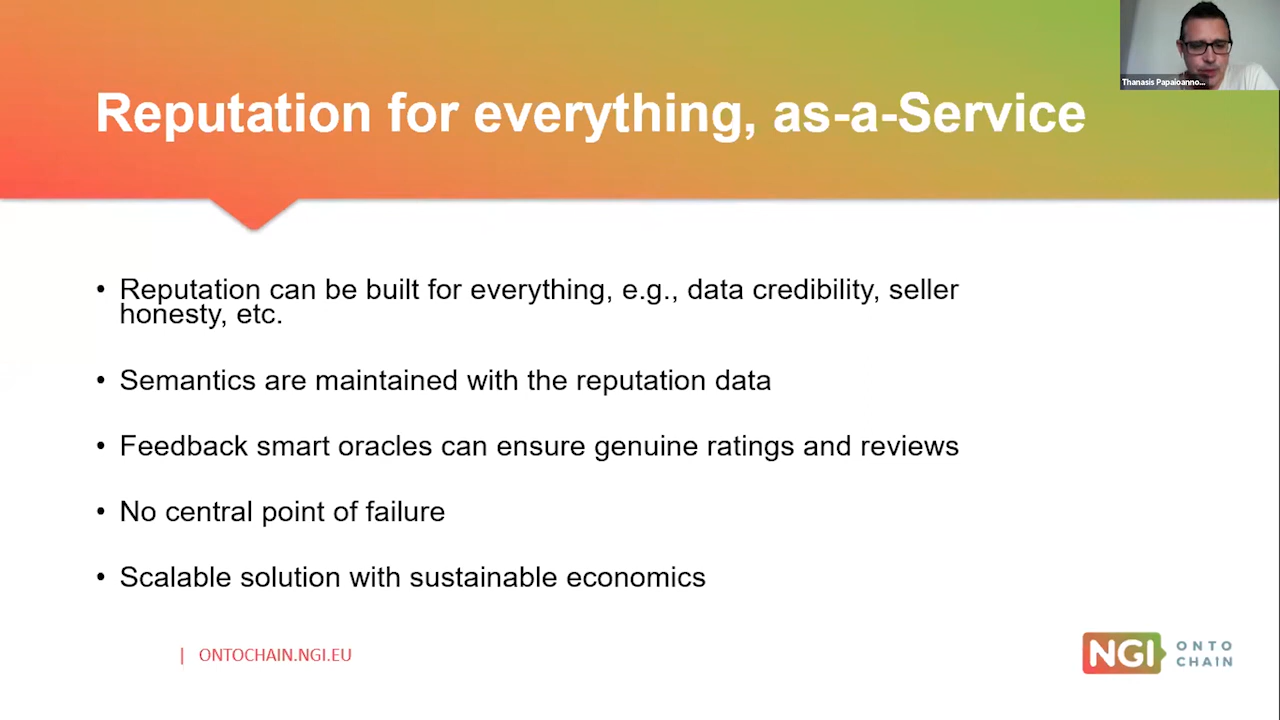 Thanasis Papaioanno...
Reputation for everything, as-a-Service
• Reputation can be built for everything, e.g., data credibility, seller
honesty, etc.
• Semantics are maintained with the reputation data
• Feedback smart oracles can ensure genuine ratings and reviews
• No central point of failure
• Scalable solution with sustainable economics
| ONTOCHAIN.NGI.EU
NGI ONTO
CHAIN